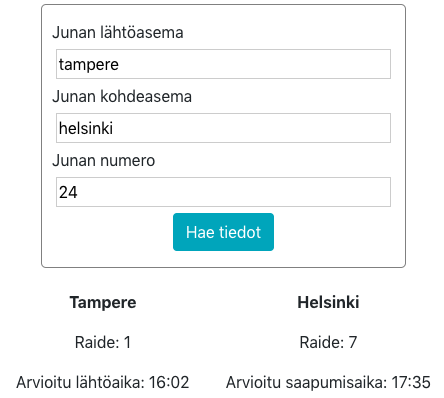 Junan lähtöasema
tampere
Junan kohdeasema
helsinki
Junan numero
24
Hae tiedot
Tampere
Helsinki
Raide: 1
Raide: 7
Arvioitu lähtöaika: 16:02
Arvioitu saapumisaika: 17:35